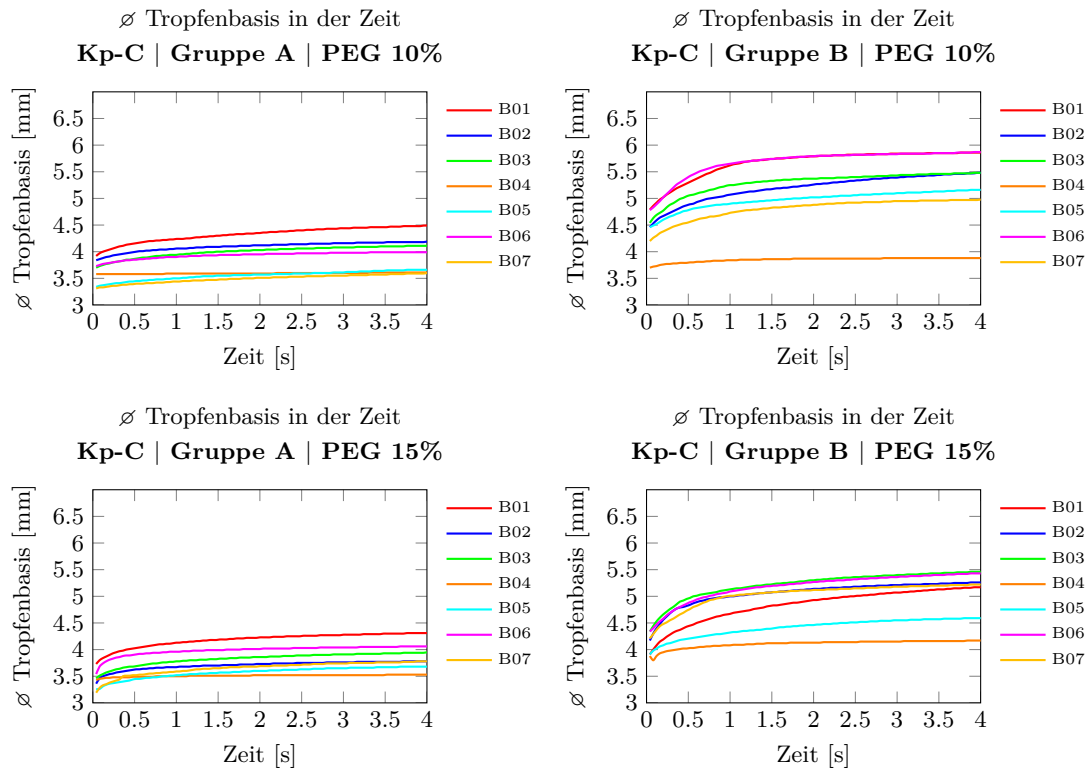 ⌀ Tropfenbasis in der Zeit
Kp-C | Gruppe A | PEG 10%
⌀ Tropfenbasis [mm]
6.5
6
5.5
5
4.5
4
3.5
3
0 0.5 1 1.5 2 2.5 3 3.5 4
Zeit [s]
B01
B02
B03
B04
B05
B06
B07
⌀ Tropfenbasis in der Zeit
Kp-C | Gruppe B | PEG 10%
⌀ Tropfenbasis [mm]
6.5
6
5.5
5
4.5
4
3.5
3
0 0.5 1 1.5 2 2.5 3 3.5 4
Zeit [s]
B01
B02
B03
B04
B05
B06
B07
⌀ Tropfenbasis in der Zeit
Kp-C | Gruppe A | PEG 15%
⌀ Tropfenbasis [mm]
6.5
6
5.5
5
4.5
4
3.5
3
0 0.5 1 1.5 2 2.5 3 3.5 4
Zeit [s]
B01
B02
B03
B04
B05
B06
B07
⌀ Tropfenbasis in der Zeit
Kp-C | Gruppe B | PEG 15%
⌀ Tropfenbasis [mm]
6.5
6
5.5
5
4.5
4
3.5
3
0 0.5 1 1.5 2 2.5 3 3.5 4
Zeit [s]
B01
B02
B03
B04
B05
B06
B07